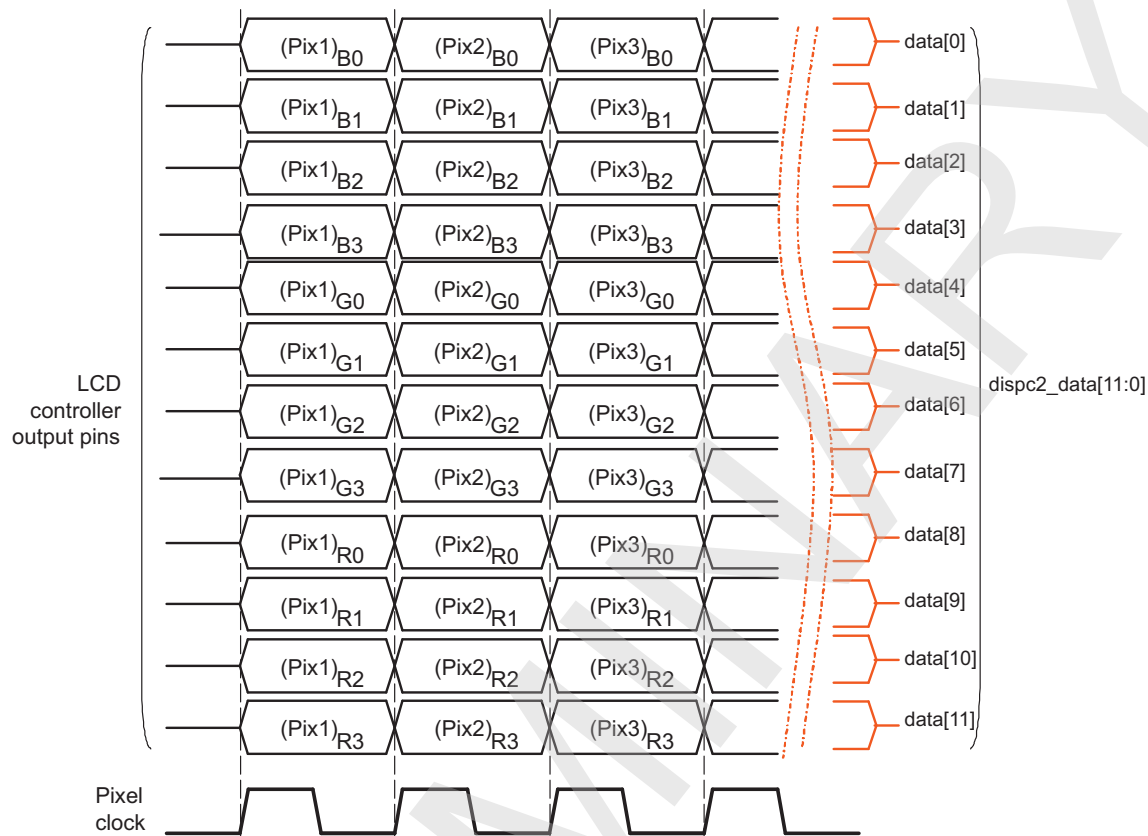 (Pix1)B0 (Pix2)B0 (Pix3)B0 data[0]
(Pix1)B1 (Pix2)B1 (Pix3)B1 data[1]
(Pix1)B2 (Pix2)B2 (Pix3)B2 data[2]
(Pix1)B3 (Pix2)B3 (Pix3)B3 data[3]
(Pix1)G0 (Pix2)G0 (Pix3)G0 data[4]
(Pix1)G1 (Pix2)G1 (Pix3)G1 data[5]
LCD
controller
output pins
(Pix1)G2 (Pix2)G2 (Pix3)G2 data[6]
dispc2_data[11:0]
(Pix1)G3 (Pix2)G3 (Pix3)G3 data[7]
(Pix1)R0 (Pix2)R0 (Pix3)R0 data[8]
(Pix1)R1 (Pix2)R1 (Pix3)R1 data[9]
(Pix1)R2 (Pix2)R2 (Pix3)R2 data[10]
(Pix1)R3 (Pix2)R3 (Pix3)R3 data[11]
Pixel
clock
MINARY